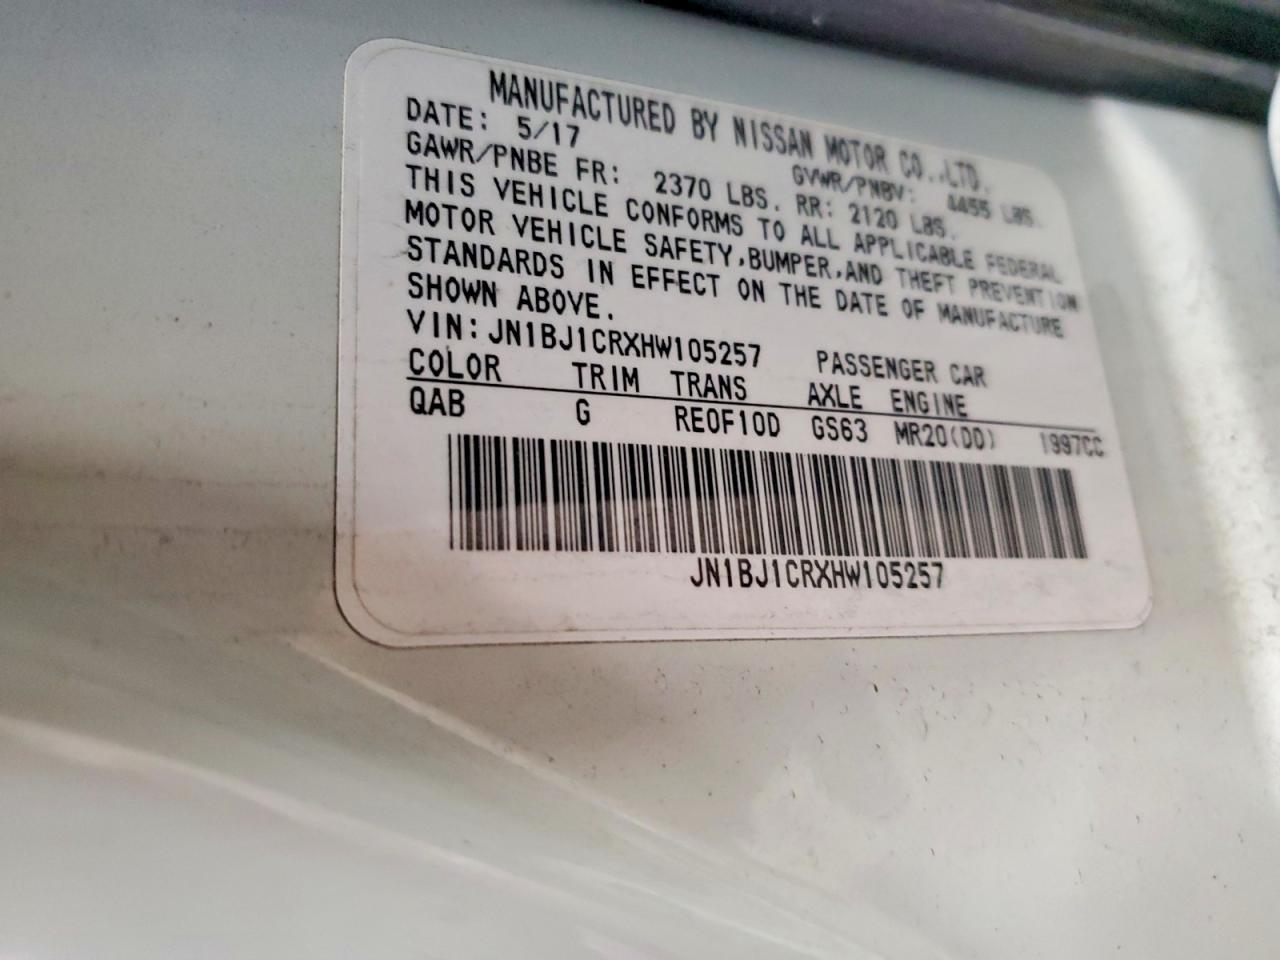 MANUFACTURED BY NISSAN MOTOR CO.,LTD.
DATE: 5/17 GVWR/PNBV: 4455 LBS.
GAWR/PNBE FR: 2370 LBS. RR: 2120 LBS.
THIS VEHICLE CONFORMS TO ALL APPLICABLE FEDERAL
MOTOR VEHICLE SAFETY,BUMPER,AND THEFT PREVENTION
STANDARDS IN EFFECT ON THE DATE OF MANUFACTURE
SHOWN ABOVE.
VIN:JN1BJ1CRXHW105257 PASSENGER CAR
COLOR TRIM TRANS AXLE ENGINE
QAB G RE0F10D GS63 MR20(DD) 1997CC
JN1BJ1CRXHW105257